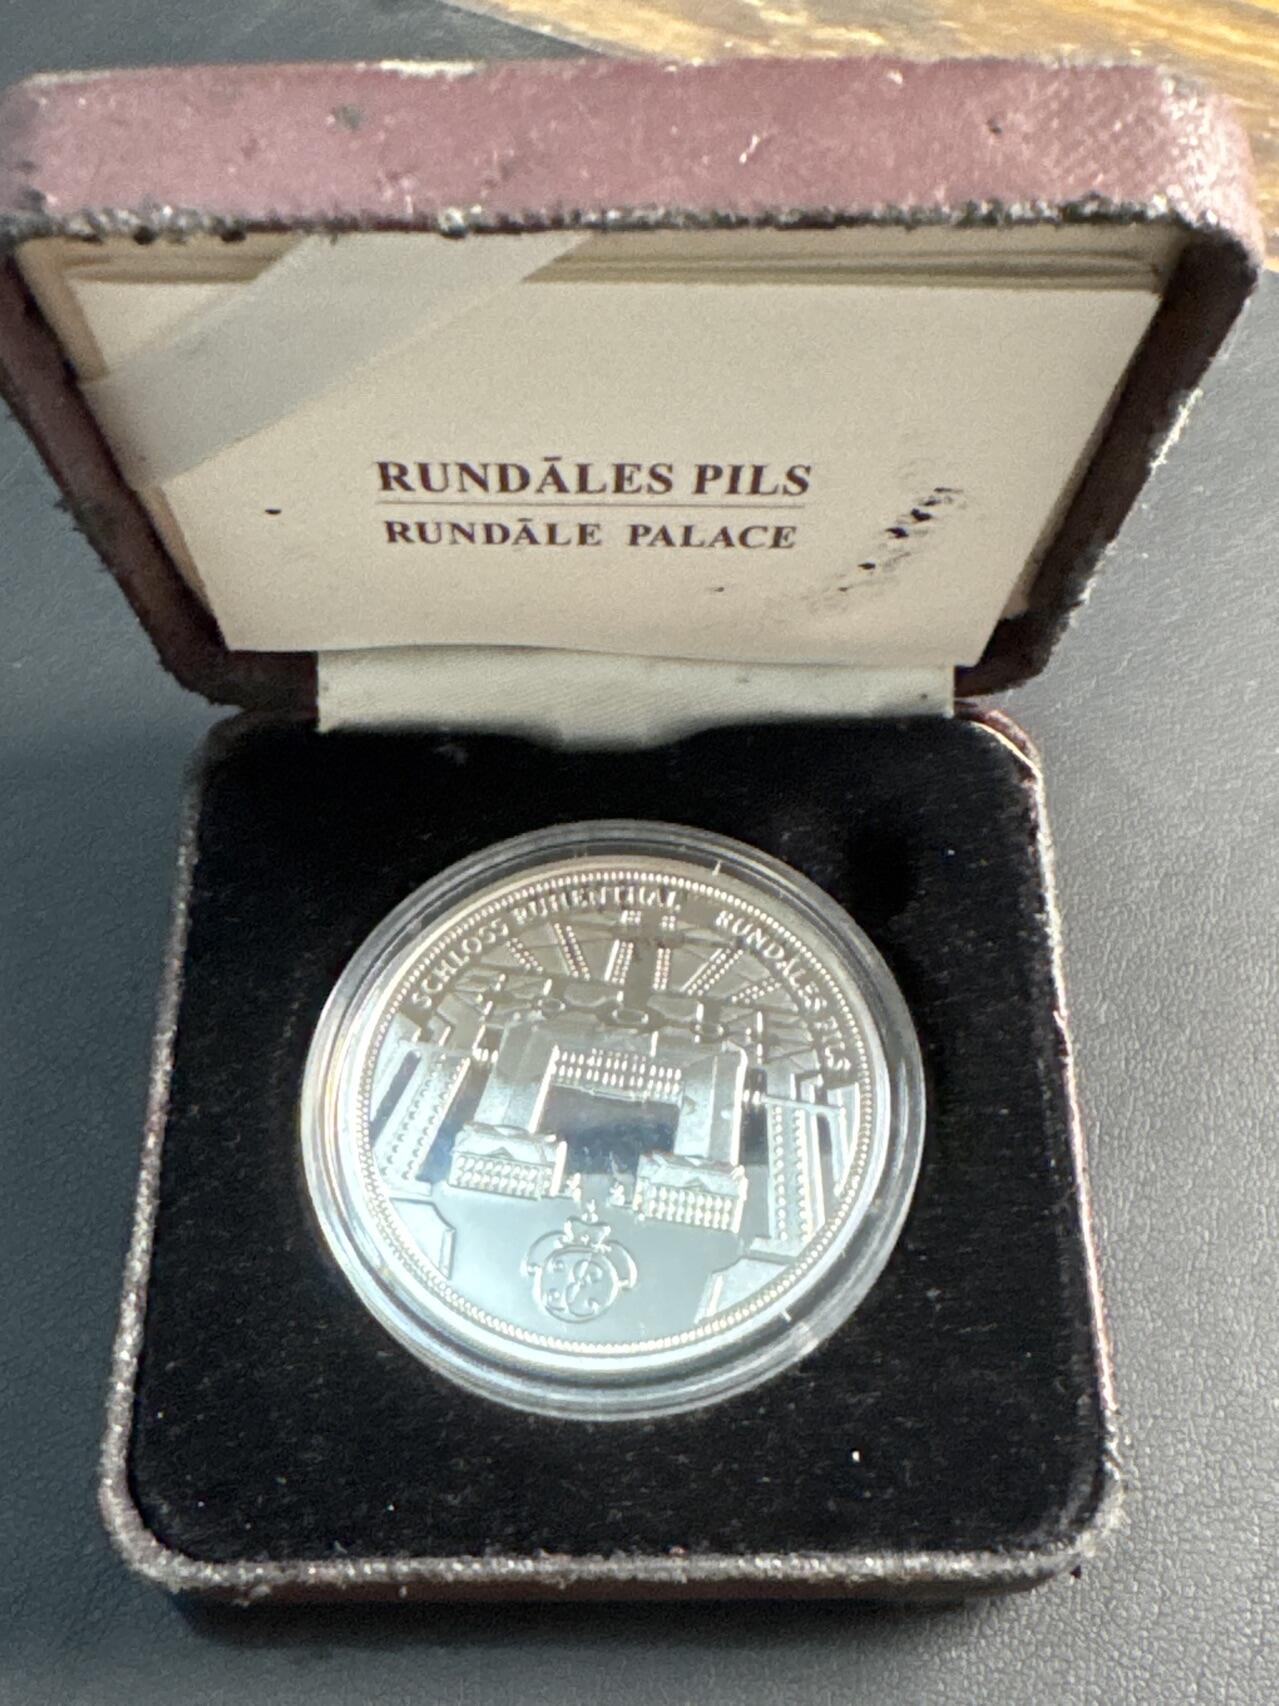 RUNDĀLES PILS
RUNDĀLE PALACE
SCHLOSS RUHENTHAL RUNDĀLES PILS